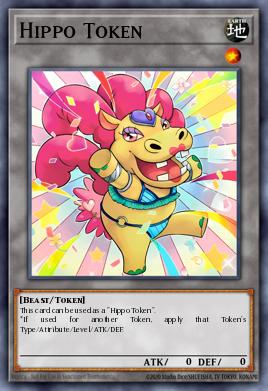 HIPPO TOKEN
EARTH
地
[BEAST/TOKEN]
This card can be used as a "Hippo Token".
*If used for another Token, apply that Token's
Type/Attribute/Level/ATK/DEF.
ATK/ 0 DEF/ 0
©2020 Studio Dice/SHUEISHA, TV TOKYO, KONAMI